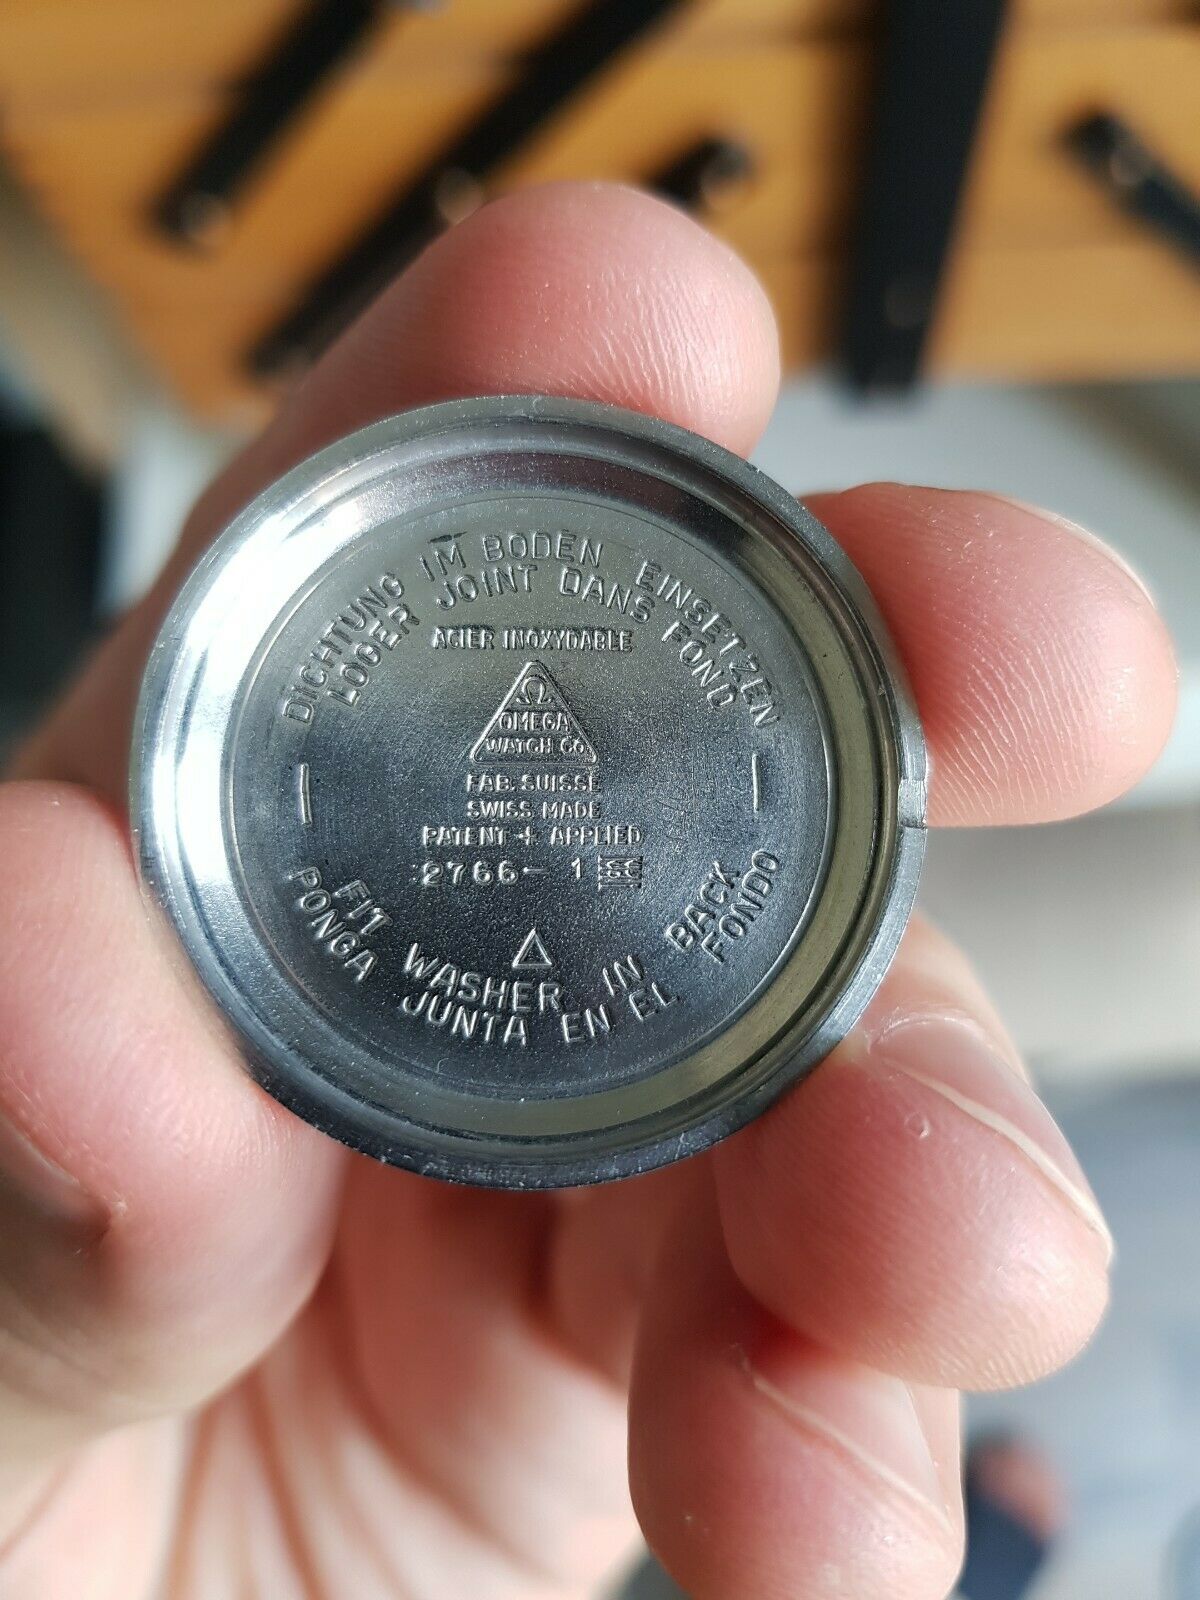 DICHTUNG IM BODEN EINSETZEN
LOGER JOINT DANS FOND
ACIER INOXYDABLE
Ω
OMEGA
WATCH CO
FAB. SUISSE
SWISS MADE
PATENT + APPLIED
2766- 1
FIT WASHER IN BACK
PONGA JUNTA EN EL FONDO